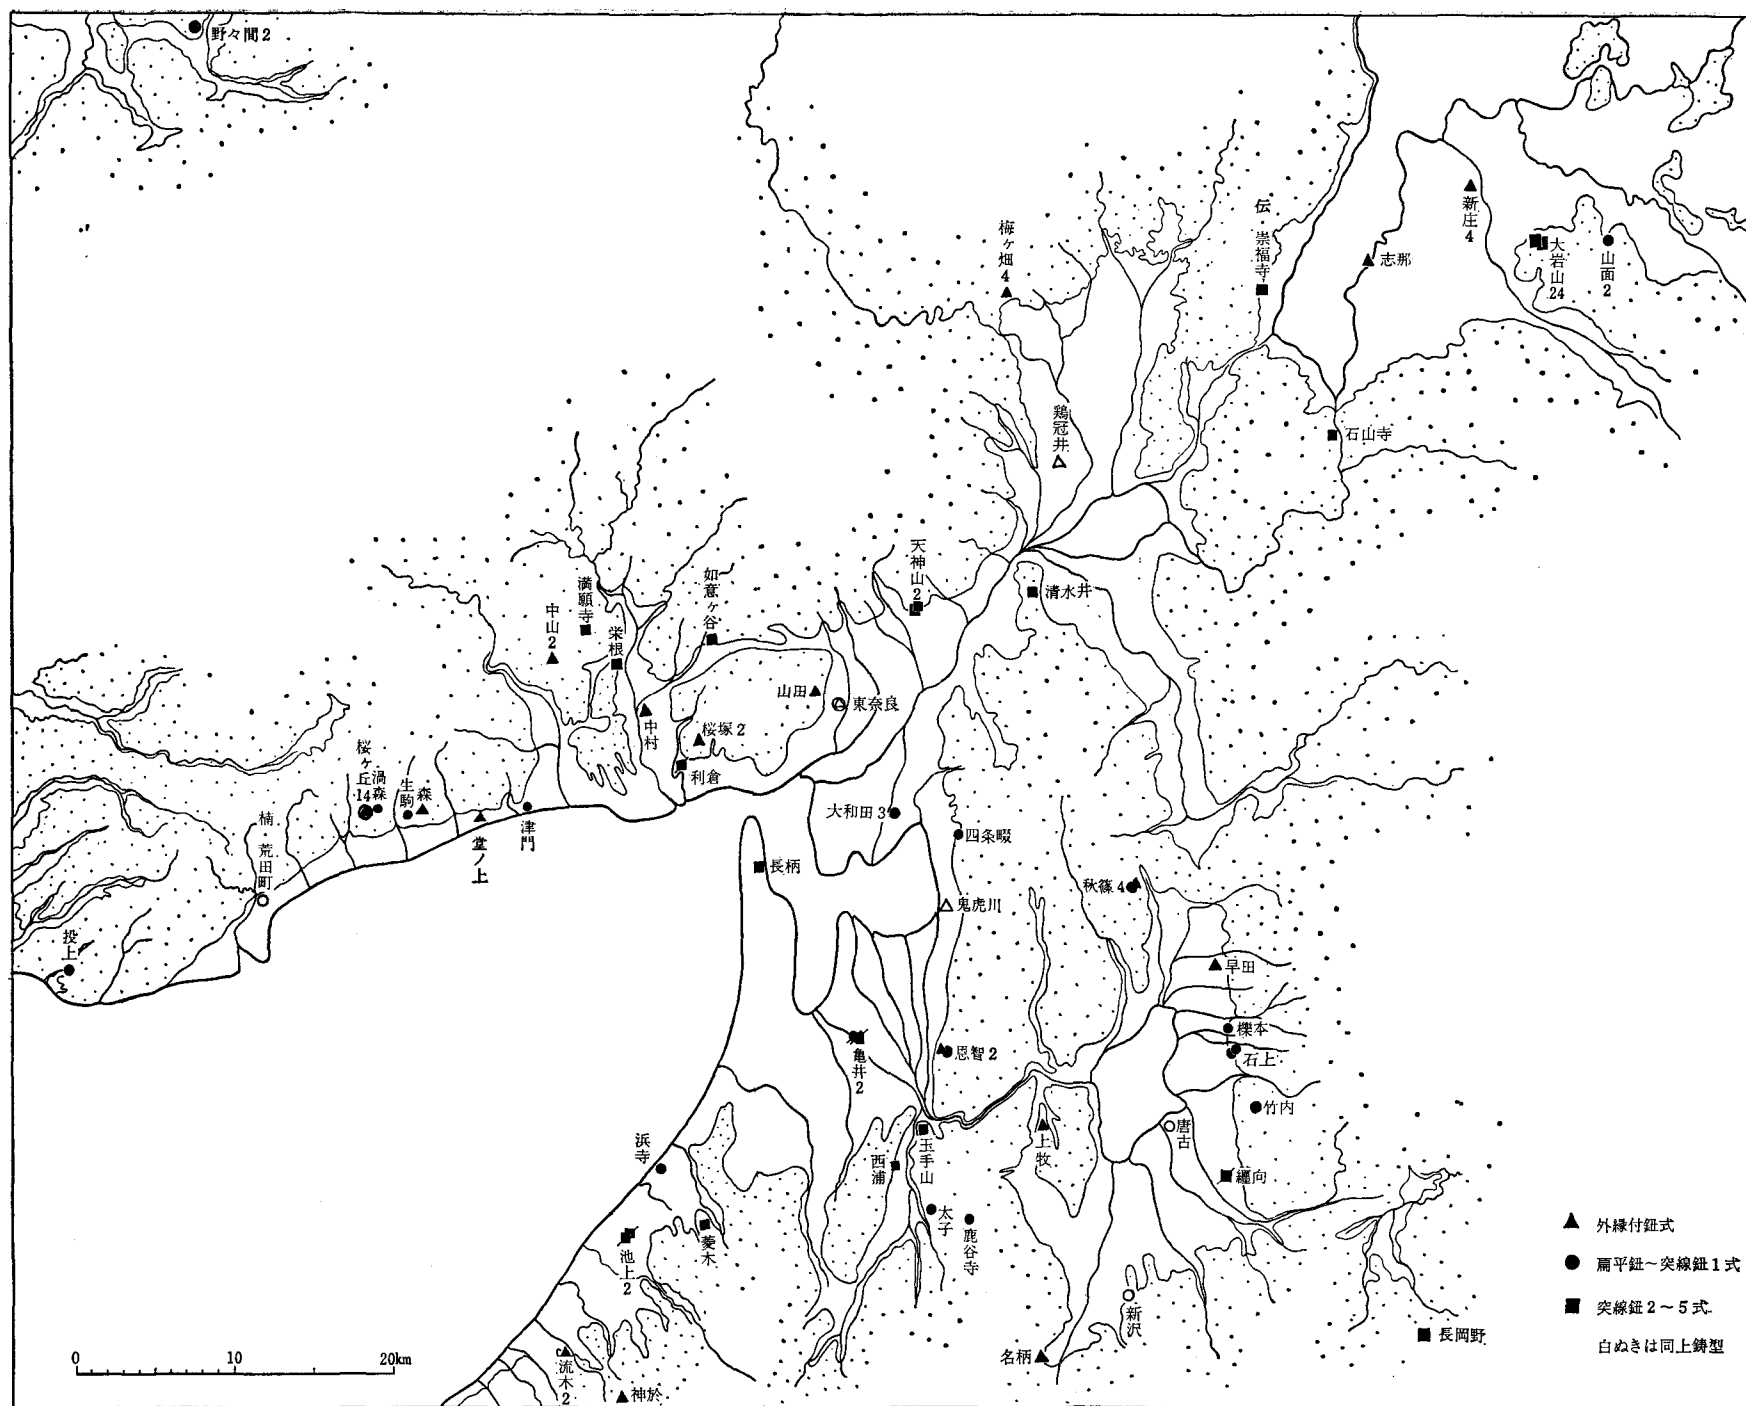 野々間2
新庄4
伝・崇福寺
梅ヶ畑4
志那
大岩山24
山面2
鶏冠井
石山寺
天神山2
清水井
如意ヶ谷
満願寺
中山2
栄根
山田
東奈良
中村
桜塚2
利倉
桜ヶ丘14
渦森
生駒
森
堂ノ上
津門
大和田3
四条畷
楠・荒田町
長柄
秋篠4
鬼虎川
投上
早田
櫟本
石上
恩智2
亀井2
竹内
唐古
上牧
玉手山
西浦
浜寺
纒向
太子
鹿谷寺
菱木
池上2
新沢
長岡野
名柄
流木2
神於
▲ 外縁付鈕式
● 扁平鈕~突線鈕1式
■ 突線鈕2~5式
白ぬきは同上鋳型
0 10 20km